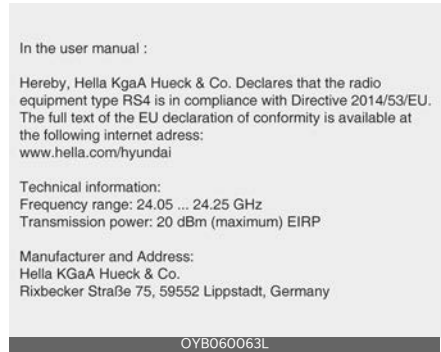 In the user manual :
Hereby, Hella KgaA Hueck & Co. Declares that the radio
equipment type RS4 is in compliance with Directive 2014/53/EU.
The full text of the EU declaration of conformity is available at
the following internet adress:
www.hella.com/hyundai
Technical information:
Frequency range: 24.05 ... 24.25 GHz
Transmission power: 20 dBm (maximum) EIRP
Manufacturer and Address:
Hella KGaA Hueck & Co.
Rixbecker Straße 75, 59552 Lippstadt, Germany
OYB060063L